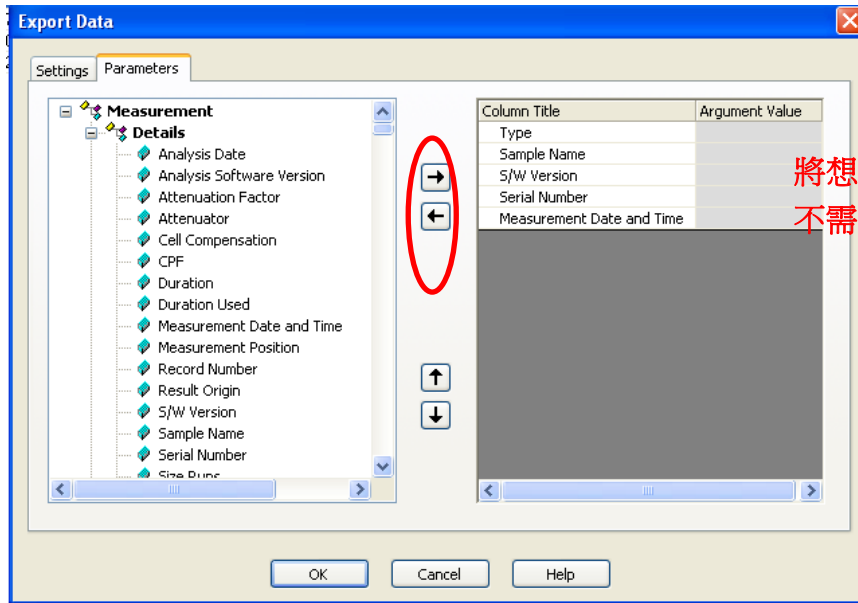 Export Data
Settings
Parameters
Measurement
Details
Analysis Date
Analysis Software Version
Attenuation Factor
Attenuator
Cell Compensation
CPF
Duration
Duration Used
Measurement Date and Time
Measurement Position
Record Number
Result Origin
S/W Version
Sample Name
Serial Number
Size Runs
Column Title Argument Value
Type
Sample Name
S/W Version
Serial Number
Measurement Date and Time
將想
不需
OK
Cancel
Help